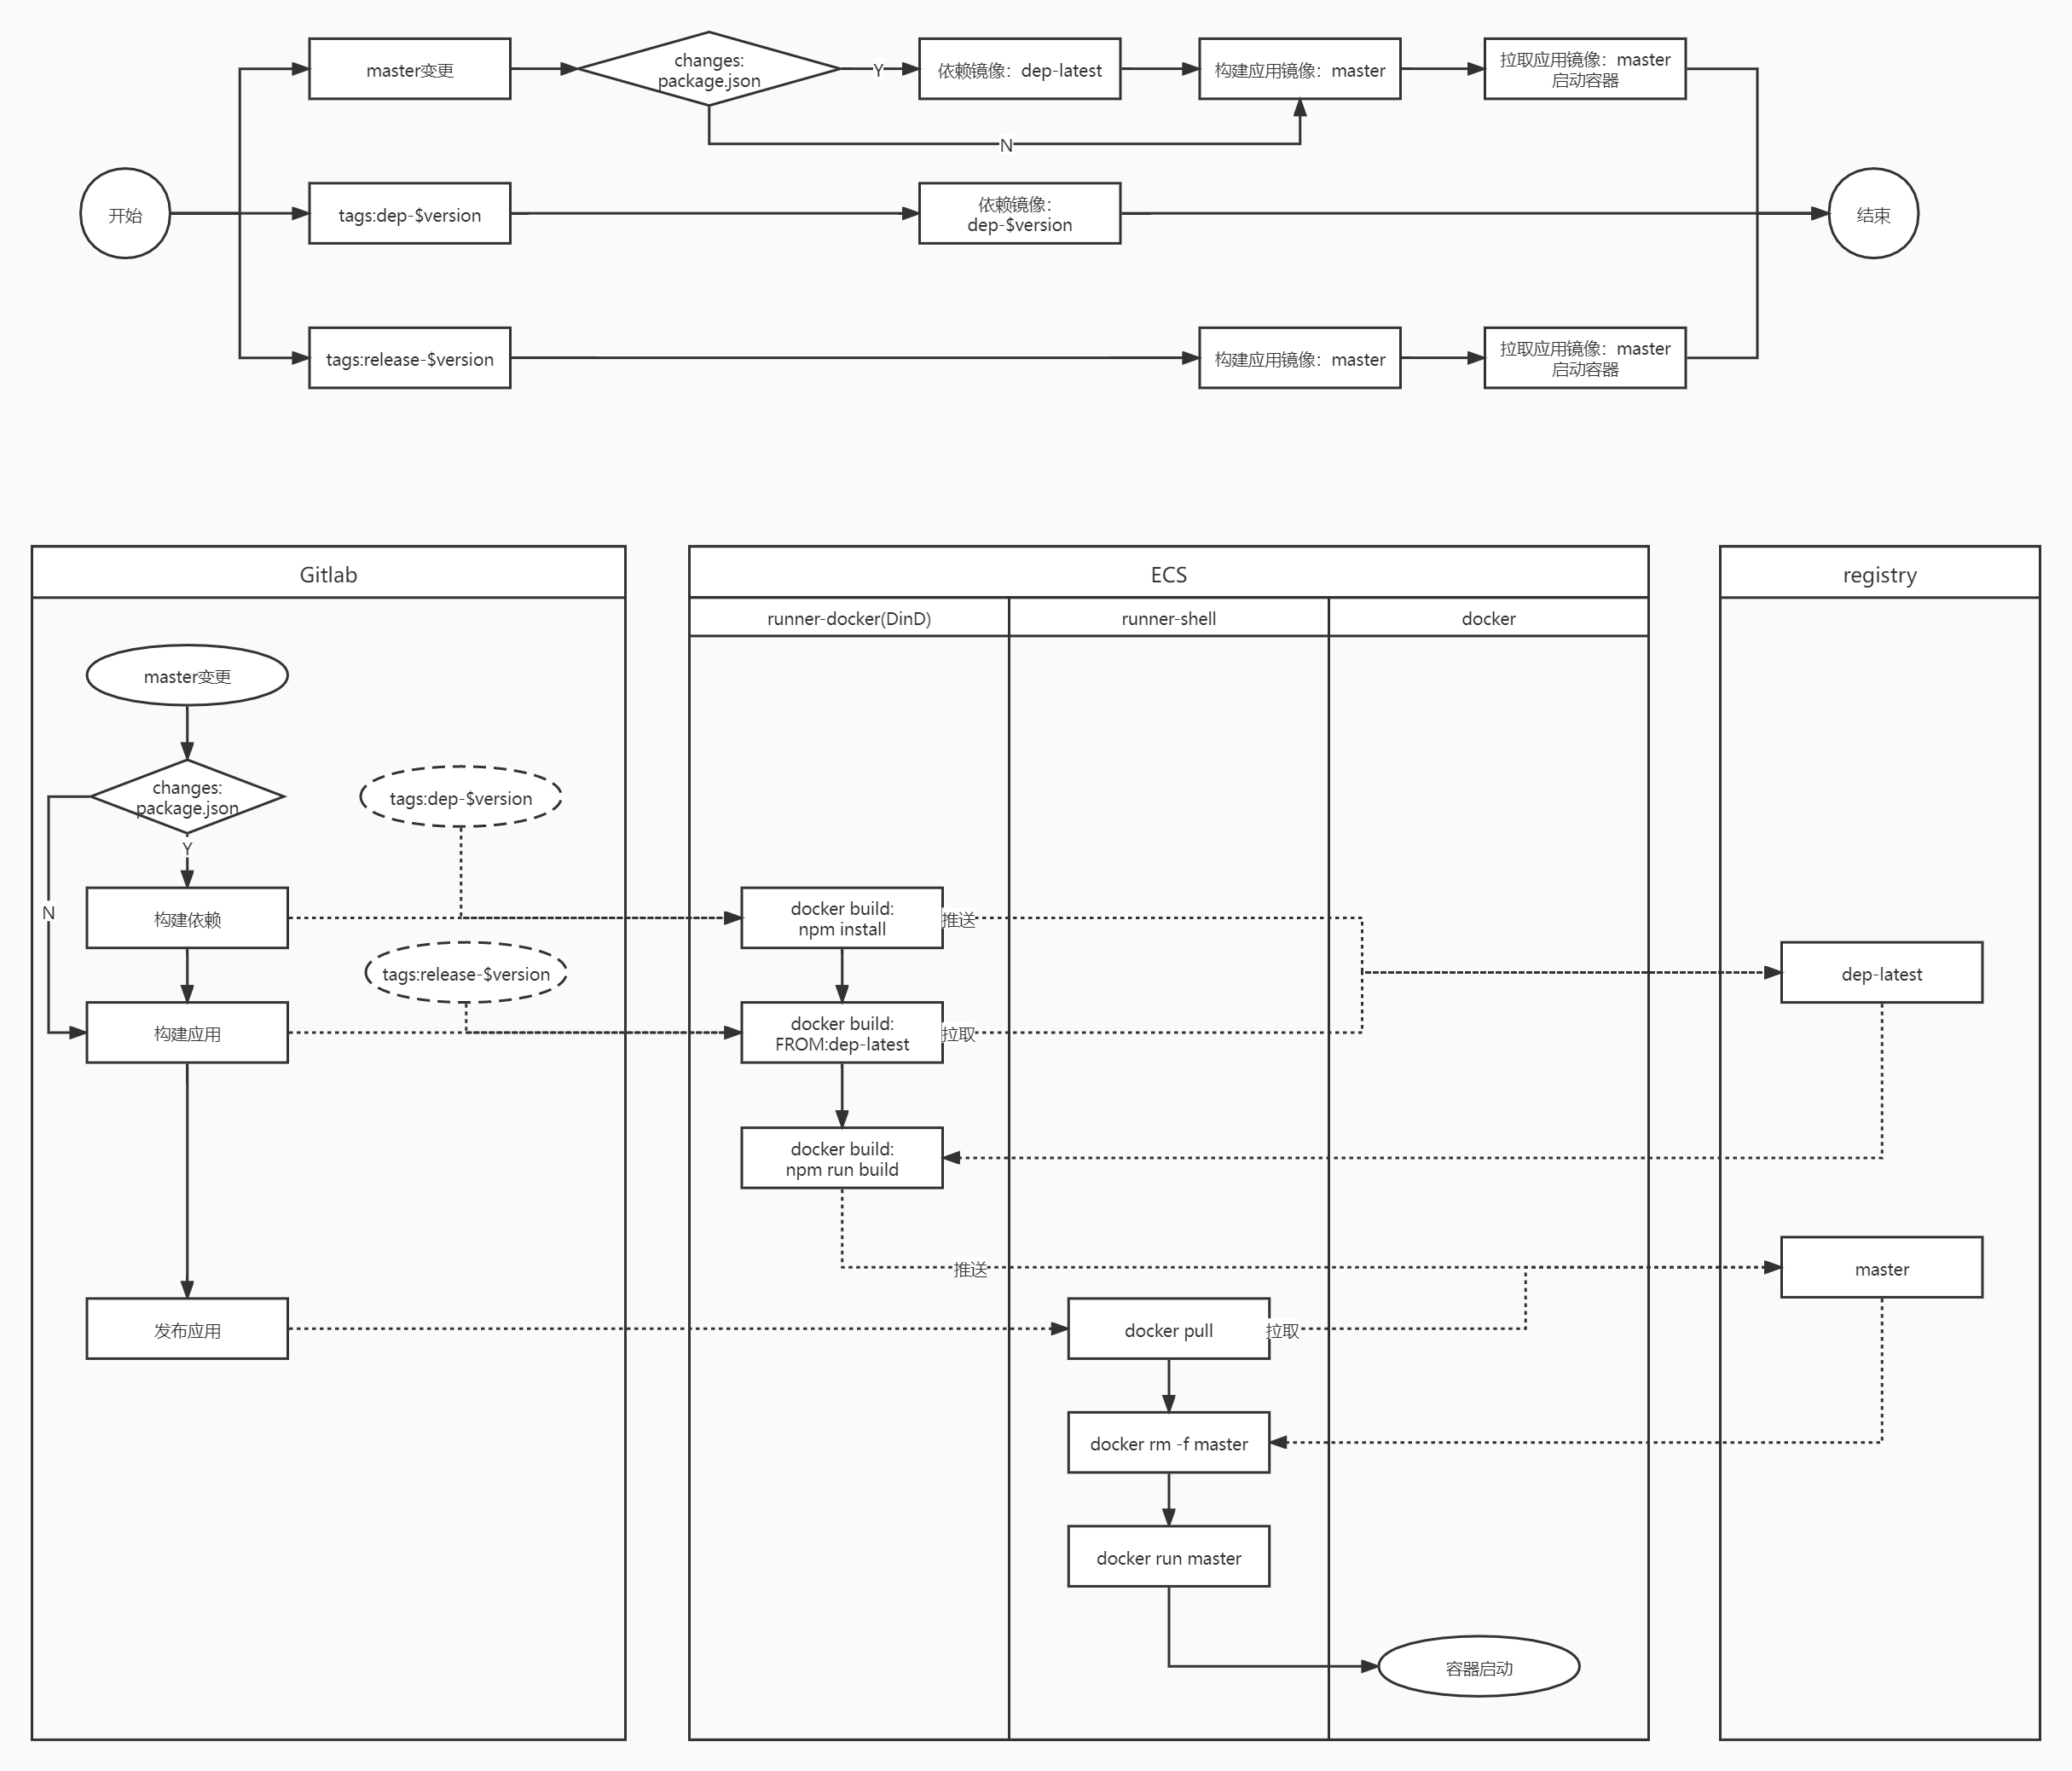 master变更
changes:
package.json
Y
依赖镜像：dep-latest
构建应用镜像：master
拉取应用镜像：master
启动容器
N
开始
tags:dep-$version
依赖镜像：
dep-$version
结束
tags:release-$version
构建应用镜像：master
拉取应用镜像：master
启动容器
Gitlab
ECS
registry
runner-docker(DinD)
runner-shell
docker
master变更
changes:
package.json
tags:dep-$version
Y
N
构建依赖
docker build:
npm install
推送
tags:release-$version
dep-latest
构建应用
docker build:
FROM:dep-latest
拉取
docker build:
npm run build
推送
master
发布应用
docker pull
拉取
docker rm -f master
docker run master
容器启动